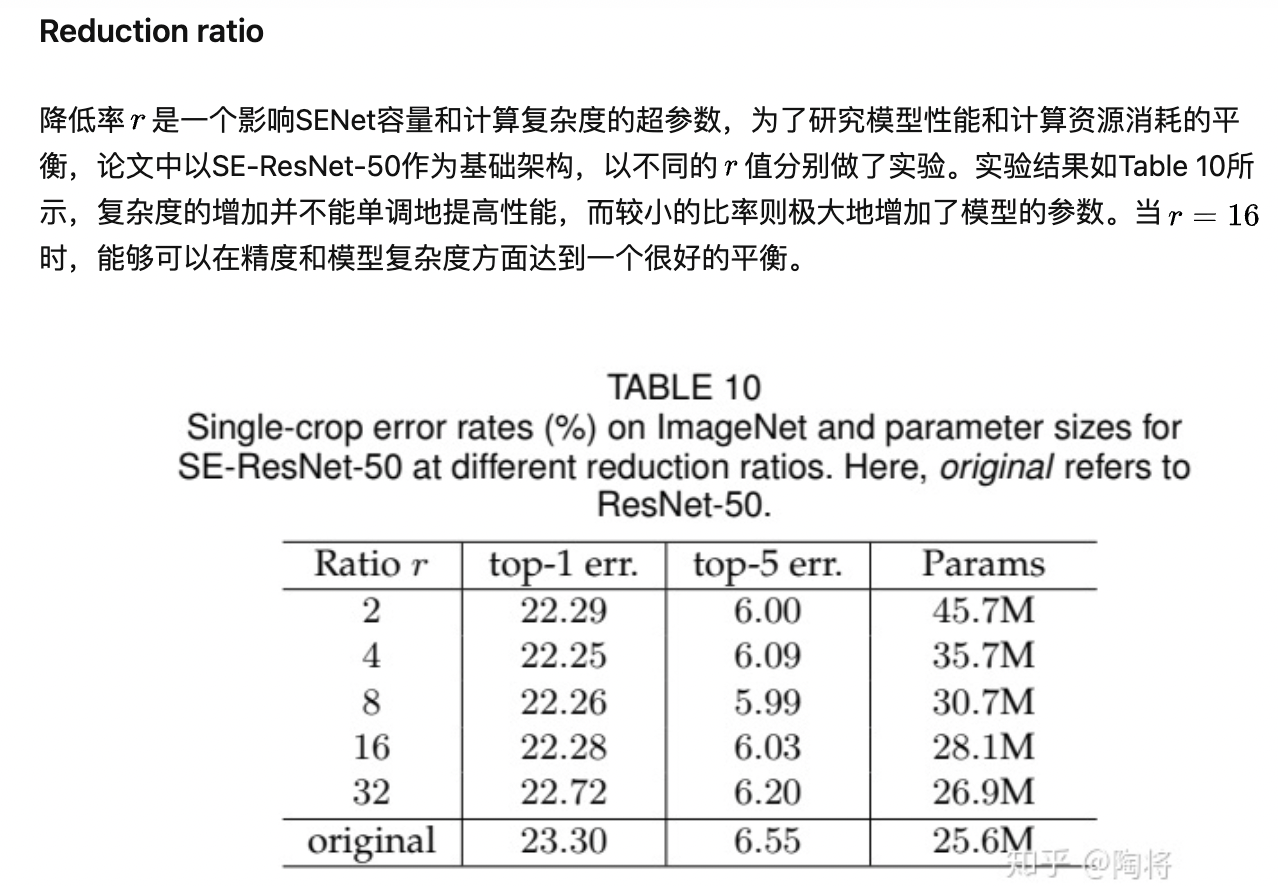 Reduction ratio
降低率 r 是一个影响SENet容量和计算复杂度的超参数，为了研究模型性能和计算资源消耗的平
衡，论文中以SE-ResNet-50作为基础架构，以不同的 r 值分别做了实验。实验结果如Table 10所
示，复杂度的增加并不能单调地提高性能，而较小的比率则极大地增加了模型的参数。当 r = 16
时，能够可以在精度和模型复杂度方面达到一个很好的平衡。
TABLE 10
Single-crop error rates (%) on ImageNet and parameter sizes for
SE-ResNet-50 at different reduction ratios. Here, original refers to
ResNet-50.
Ratio r top-1 err. top-5 err. Params
2 22.29 6.00 45.7M
4 22.25 6.09 35.7M
8 22.26 5.99 30.7M
16 22.28 6.03 28.1M
32 22.72 6.20 26.9M
original 23.30 6.55 25.6M
知乎 @陶将